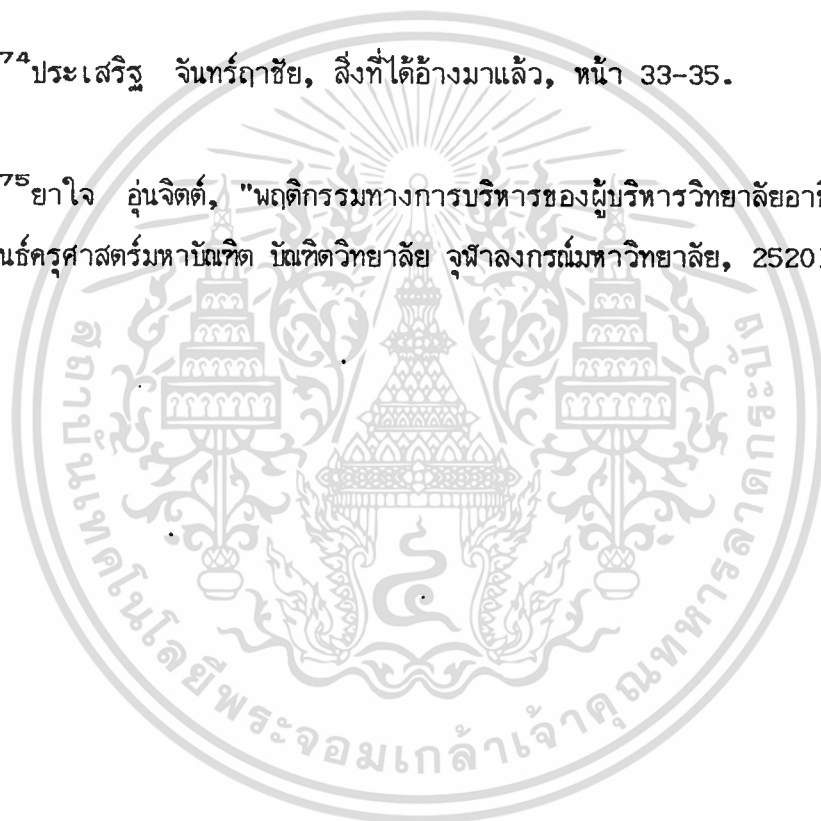 74ประเสริฐ จันทร์ฤาชัย, สิ่งที่ได้อ้างมาแล้ว, หน้า 33-35.
75ยาใจ อุ่นจิตต์, "พฤติกรรมทางการบริหารของผู้บริหารวิทยาลัยอาชี
นธ์ครุศาสตร์มหาบัณฑิต บัณฑิตวิทยาลัย จุฬาลงกรณ์มหาวิทยาลัย, 2520)
สถาบันเทคโนโลยีพระจอมเกล้าเจ้าคุณทหารลาดกระบัง